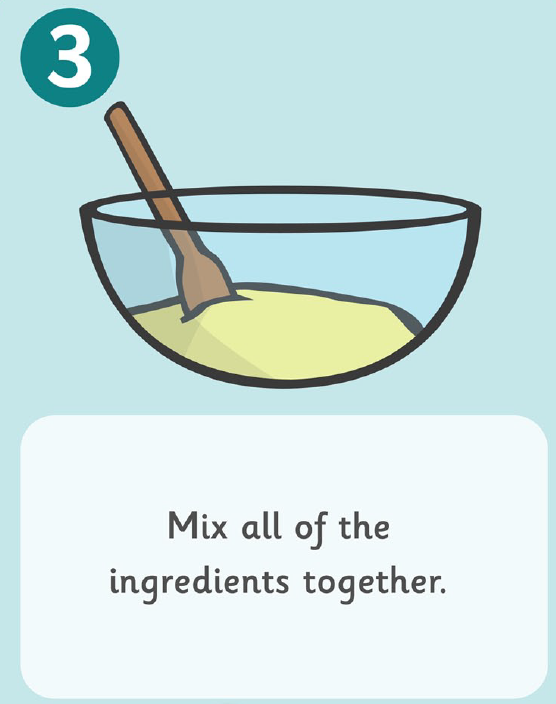 3
Mix all of the
ingredients together.